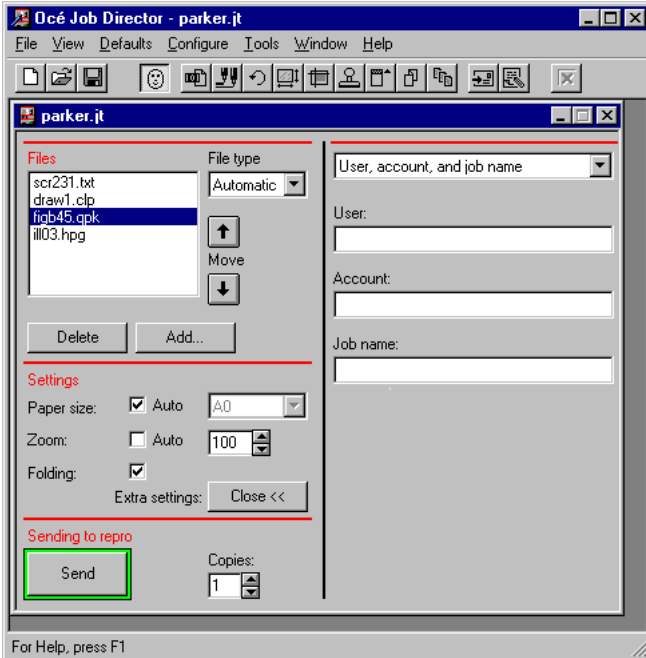 Océ Job Director - parker.jt
File View Defaults Configure Tools Window Help
parker.jt
Files
File type
scr231.txt
draw1.clp
figb45.qpk
ill03.hpg
Automatic
Move
Delete
Add...
Settings
Paper size: Auto A0
Zoom: Auto 100
Folding:
Extra settings: Close <<
Sending to repro
Send
Copies:
1
User, account, and job name
User:
Account:
Job name:
For Help, press F1